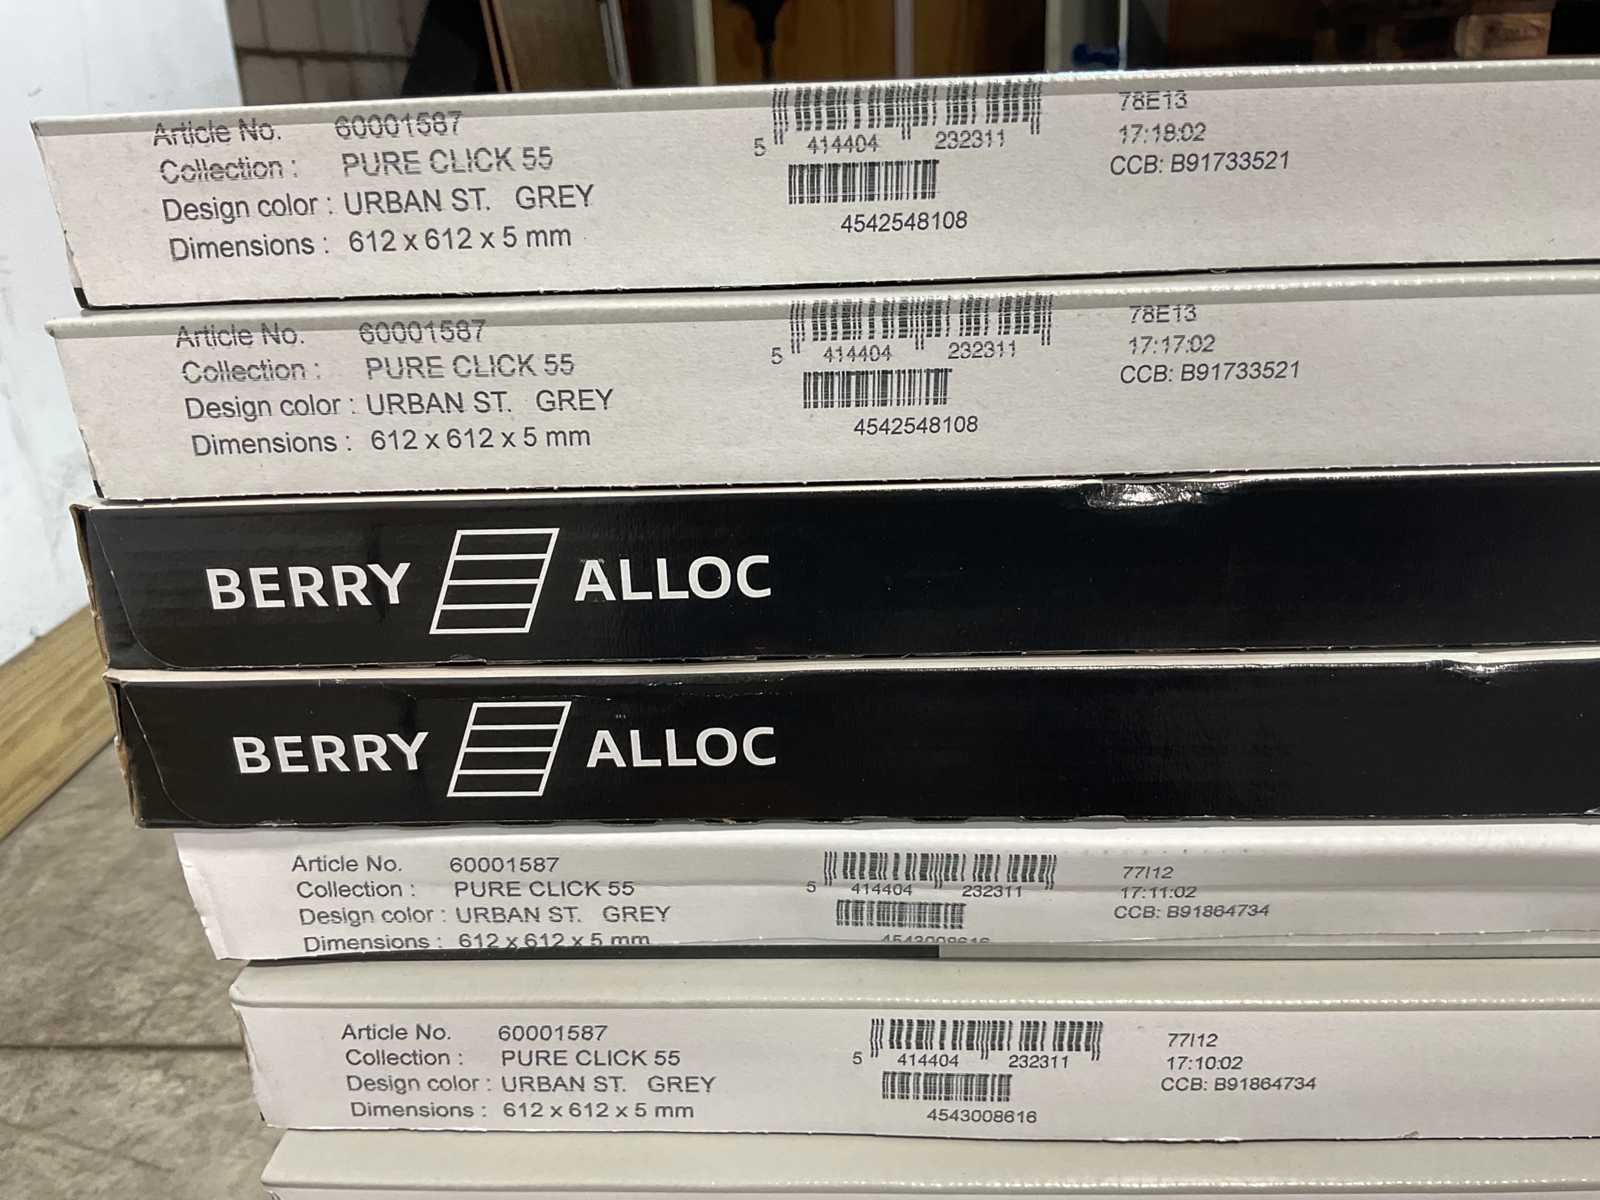 Article No. 60001587
Collection : PURE CLICK 55
Design color : URBAN ST. GREY
Dimensions : 612 x 612 x 5 mm
5 414404 232311
4542548108
78E13
17:18:02
CCB: B91733521
Article No. 60001587
Collection : PURE CLICK 55
Design color : URBAN ST. GREY
Dimensions : 612 x 612 x 5 mm
5 414404 232311
4542548108
78E13
17:17:02
CCB: B91733521
BERRY ALLOC
BERRY ALLOC
Article No. 60001587
Collection : PURE CLICK 55
Design color : URBAN ST. GREY
Dimensions : 612 x 612 x 5 mm
5 414404 232311
4543008616
77I12
17:11:02
CCB: B91864734
Article No. 60001587
Collection : PURE CLICK 55
Design color : URBAN ST. GREY
Dimensions : 612 x 612 x 5 mm
5 414404 232311
4543008616
77I12
17:10:02
CCB: B91864734